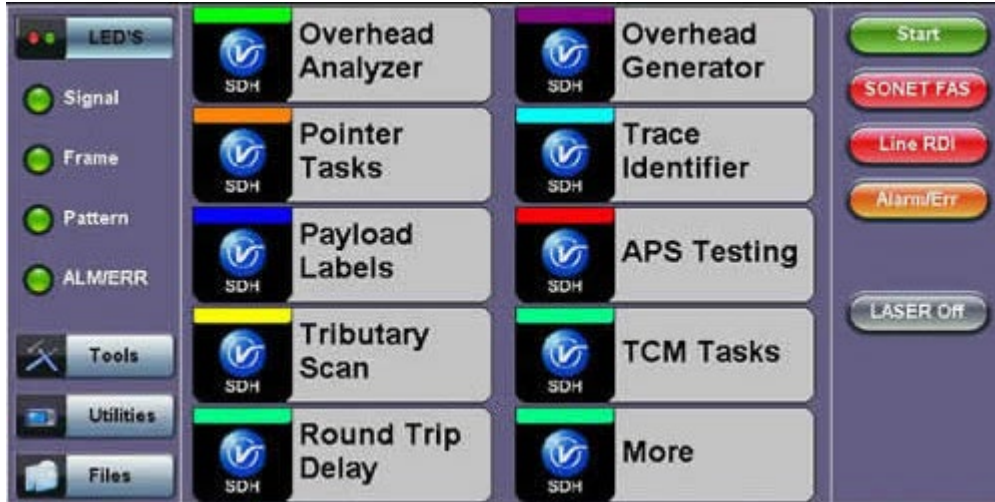 LED'S
Signal
Frame
Pattern
ALM/ERR
Tools
Utilities
Files
SDH
Overhead
Analyzer
SDH
Overhead
Generator
SDH
Pointer
Tasks
SDH
Trace
Identifier
SDH
Payload
Labels
SDH
APS Testing
SDH
Tributary
Scan
SDH
TCM Tasks
SDH
Round Trip
Delay
SDH
More
Start
SONET FAS
Line RDI
Alarm/Err
LASER Off